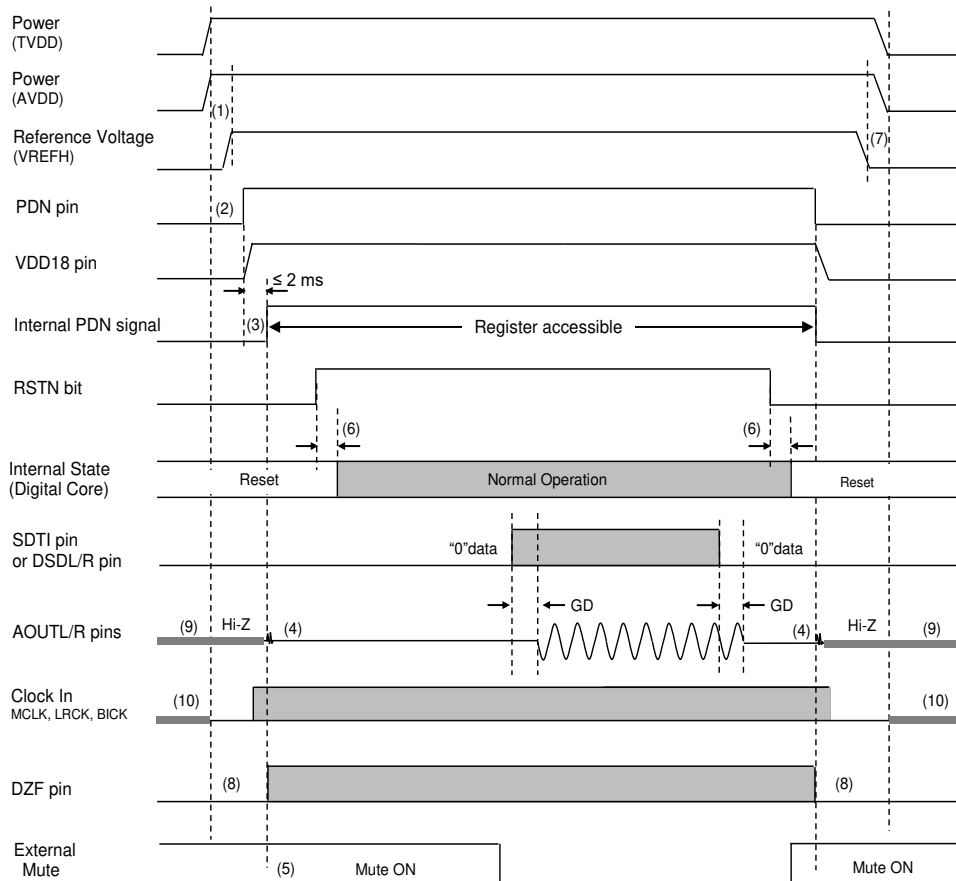 Power
(TVDD)
Power
(AVDD)
(1)
Reference Voltage
(VREFH)
(7)
PDN pin
(2)
VDD18 pin
≤ 2 ms
Internal PDN signal
(3)
Register accessible
RSTN bit
(6)
(6)
Internal State
(Digital Core)
Reset
Normal Operation
Reset
SDTI pin
or DSDL/R pin
“0”data
“0”data
GD
GD
AOUTL/R pins
(9)
Hi-Z
(4)
(4)
Hi-Z
(9)
Clock In
MCLK, LRCK, BICK
(10)
(10)
DZF pin
(8)
(8)
External
Mute
(5)
Mute ON
Mute ON